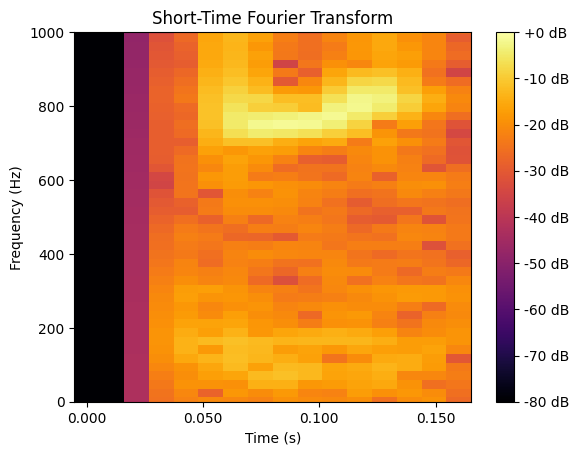 Short-Time Fourier Transform
Frequency (Hz)
1000
800
600
400
200
0
0.000 0.050 0.100 0.150
Time (s)
+0 dB
-10 dB
-20 dB
-30 dB
-40 dB
-50 dB
-60 dB
-70 dB
-80 dB